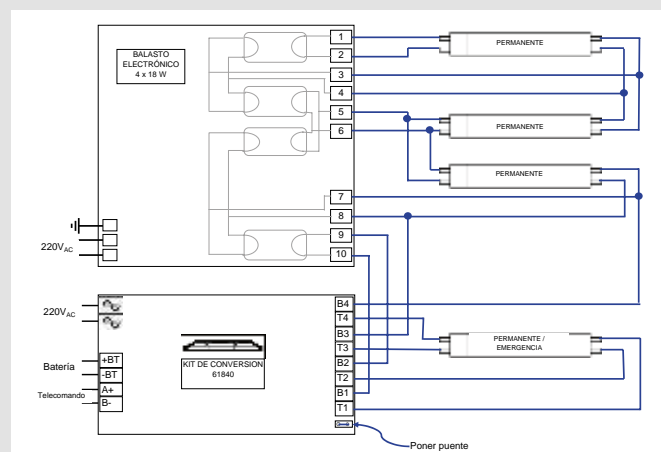 BALASTO
ELECTRÓNICO
4 x 18 W
1
2
3
4
5
6
7
8
9
10
PERMANENTE
PERMANENTE
PERMANENTE
220VAC
220VAC
Batería
Telecomando
+BT
-BT
A+
B-
KIT DE CONVERSION
61840
B4
T4
B3
T3
B2
T2
B1
T1
PERMANENTE /
EMERGENCIA
Poner puente